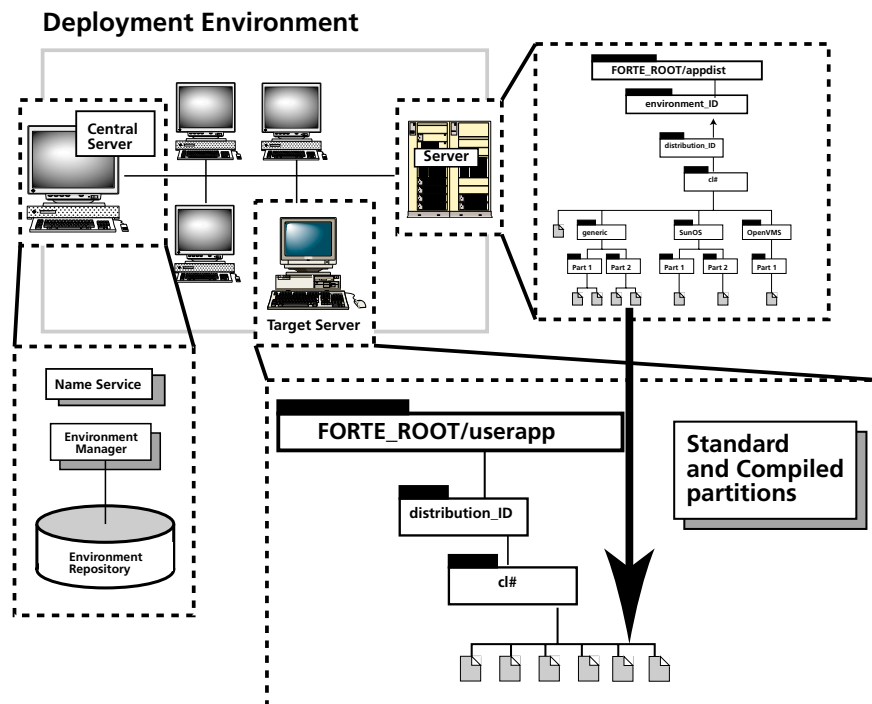 Deployment Environment
Central
Server
Server
Target Server
FORTE_ROOT/appdist
environment_ID
distribution_ID
cl#
generic
SunOS
OpenVMS
Part 1
Part 2
Part 1
Part 2
Part 1
Name Service
Environment
Manager
Environment
Repository
FORTE_ROOT/userapp
distribution_ID
cl#
Standard
and Compiled
partitions